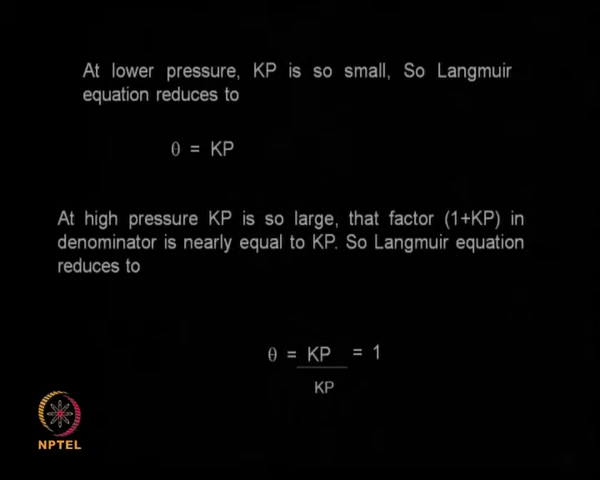 At lower pressure, KP is so small, So Langmuir
equation reduces to
θ = KP
At high pressure KP is so large, that factor (1+KP) in
denominator is nearly equal to KP. So Langmuir equation
reduces to
θ = KP = 1
KP
NPTEL